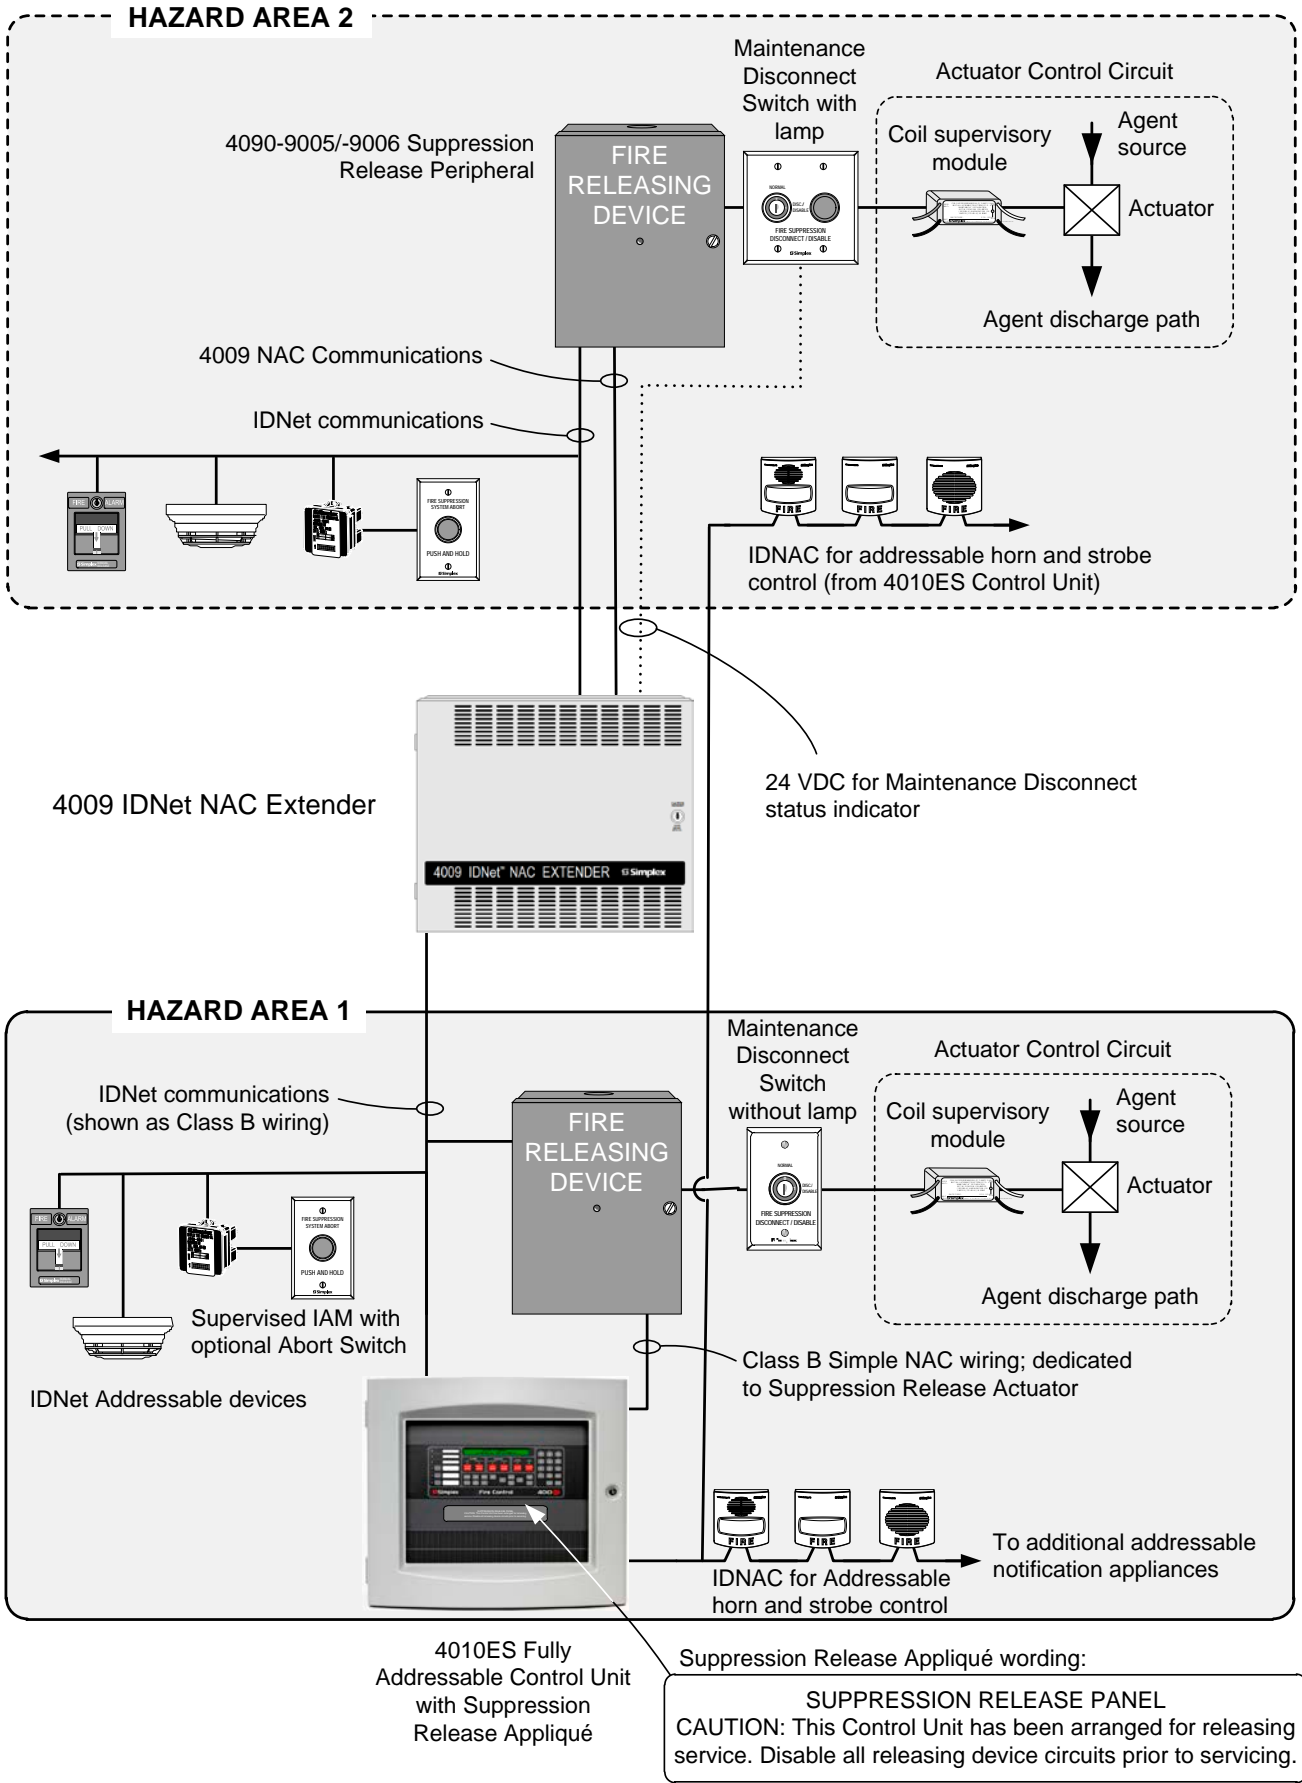 HAZARD AREA 2
Maintenance
Disconnect
Switch with
lamp
Actuator Control Circuit
4090-9005/-9006 Suppression
Release Peripheral
FIRE
RELEASING
DEVICE
NORMAL
DISC./
DISABLE
FIRE SUPPRESSION
DISCONNECT / DISABLE
Simplex
Coil supervisory
module
Agent
source
Actuator
Agent discharge path
4009 NAC Communications
IDNet communications
FIRE ALARM
PULL DOWN
Simplex
FIRE SUPPRESSION
SYSTEM ABORT
PUSH AND HOLD
Simplex
FIRE
FIRE
FIRE
IDNAC for addressable horn and strobe
control (from 4010ES Control Unit)
24 VDC for Maintenance Disconnect
status indicator
4009 IDNet NAC Extender
4009 IDNet™ NAC EXTENDER Simplex
HAZARD AREA 1
Maintenance
Disconnect
Switch
without lamp
Actuator Control Circuit
IDNet communications
(shown as Class B wiring)
FIRE
RELEASING
DEVICE
NORMAL
DISC./
DISABLE
FIRE SUPPRESSION
DISCONNECT / DISABLE
Coil supervisory
module
Agent
source
Actuator
Agent discharge path
FIRE ALARM
PULL DOWN
Simplex
FIRE SUPPRESSION
SYSTEM ABORT
PUSH AND HOLD
Simplex
Supervised IAM with
optional Abort Switch
IDNet Addressable devices
Class B Simple NAC wiring; dedicated
to Suppression Release Actuator
Simplex Fire Control
FIRE
FIRE
FIRE
To additional addressable
notification appliances
IDNAC for Addressable
horn and strobe control
4010ES Fully
Addressable Control Unit
with Suppression
Release Appliqué
Suppression Release Appliqué wording:
SUPPRESSION RELEASE PANEL
CAUTION: This Control Unit has been arranged for releasing
service. Disable all releasing device circuits prior to servicing.